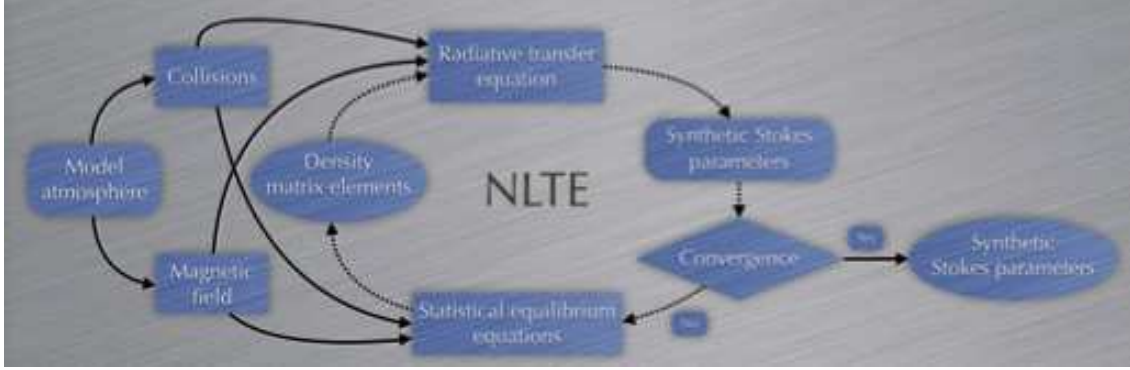 Collisions
Radiative transfer
equation
Model
atmosphère
Density
matrix elements
NLTE
Synthetic Stokes
parameters
Magnetic
field
Convergence
Yes
Synthetic
Stokes parameters
Statistical equilibrium
equations
No